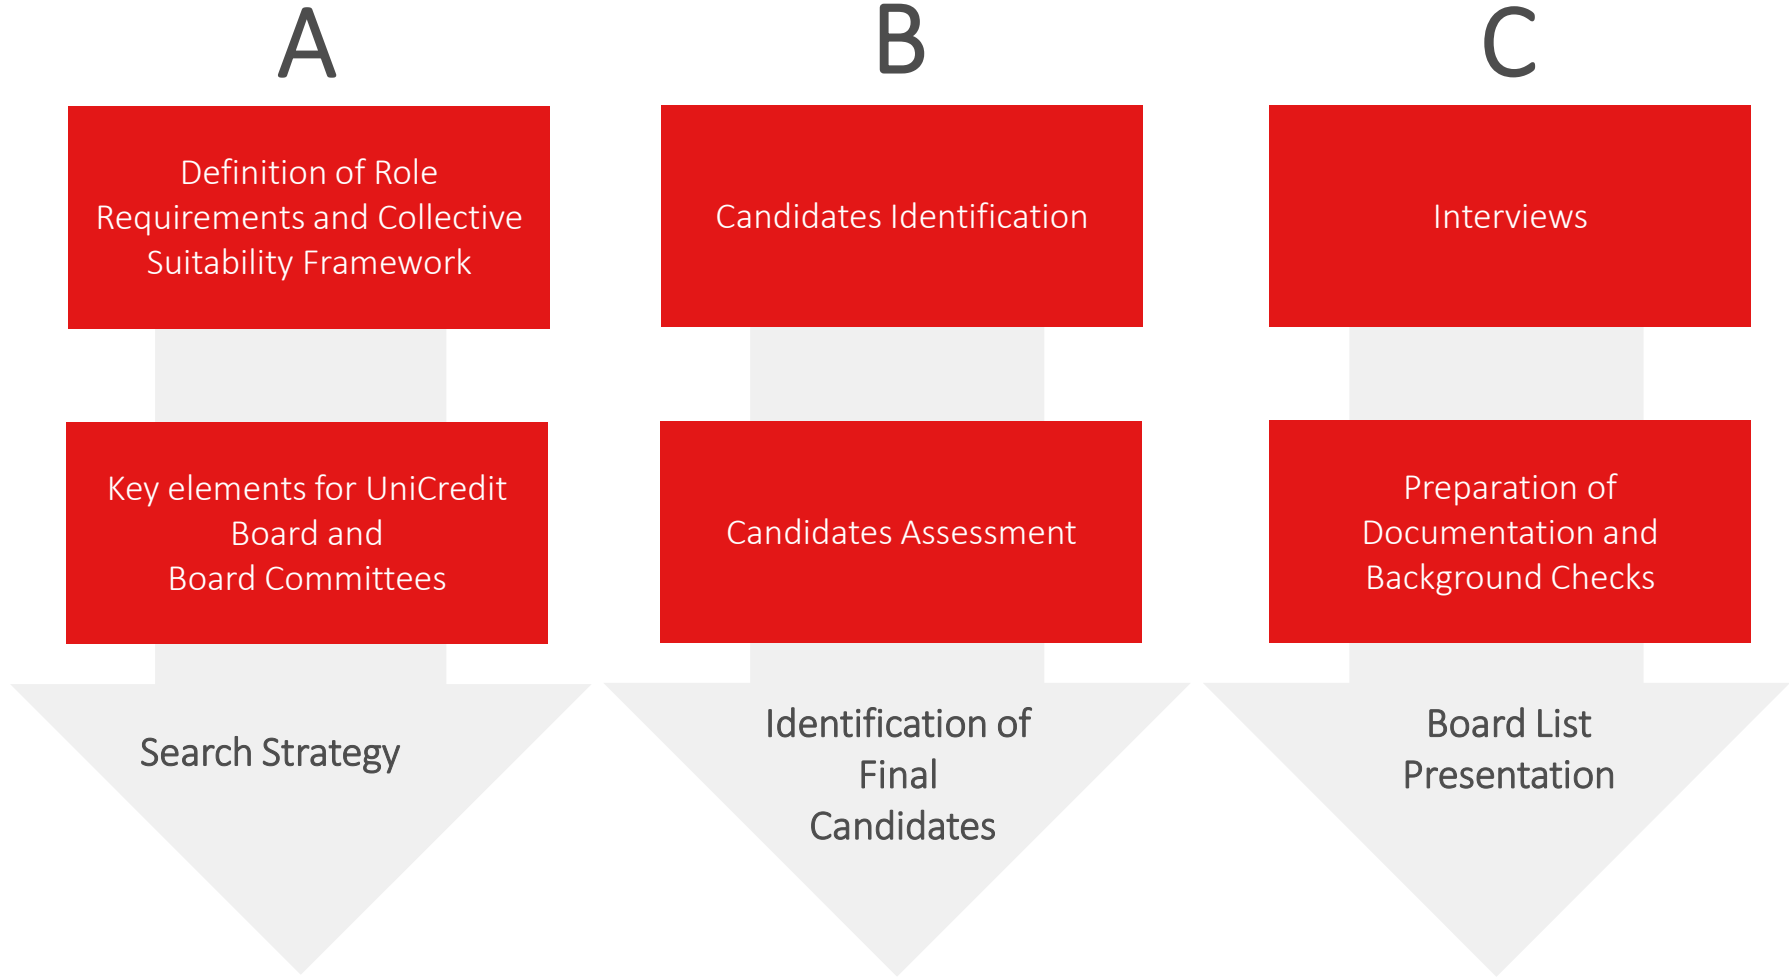 A
Definition of Role
Requirements and Collective
Suitability Framework
Key elements for UniCredit
Board and
Board Committees
Search Strategy
B
Candidates Identification
Candidates Assessment
Identification of
Final
Candidates
C
Interviews
Preparation of
Documentation and
Background Checks
Board List
Presentation